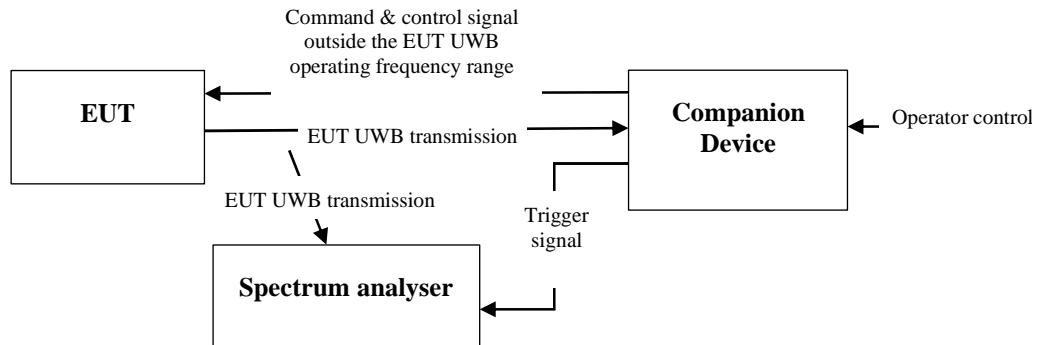 Command & control signal
outside the EUT UWB
operating frequency range
EUT
Companion
Device
Operator control
EUT UWB transmission
EUT UWB transmission
Trigger
signal
Spectrum analyser